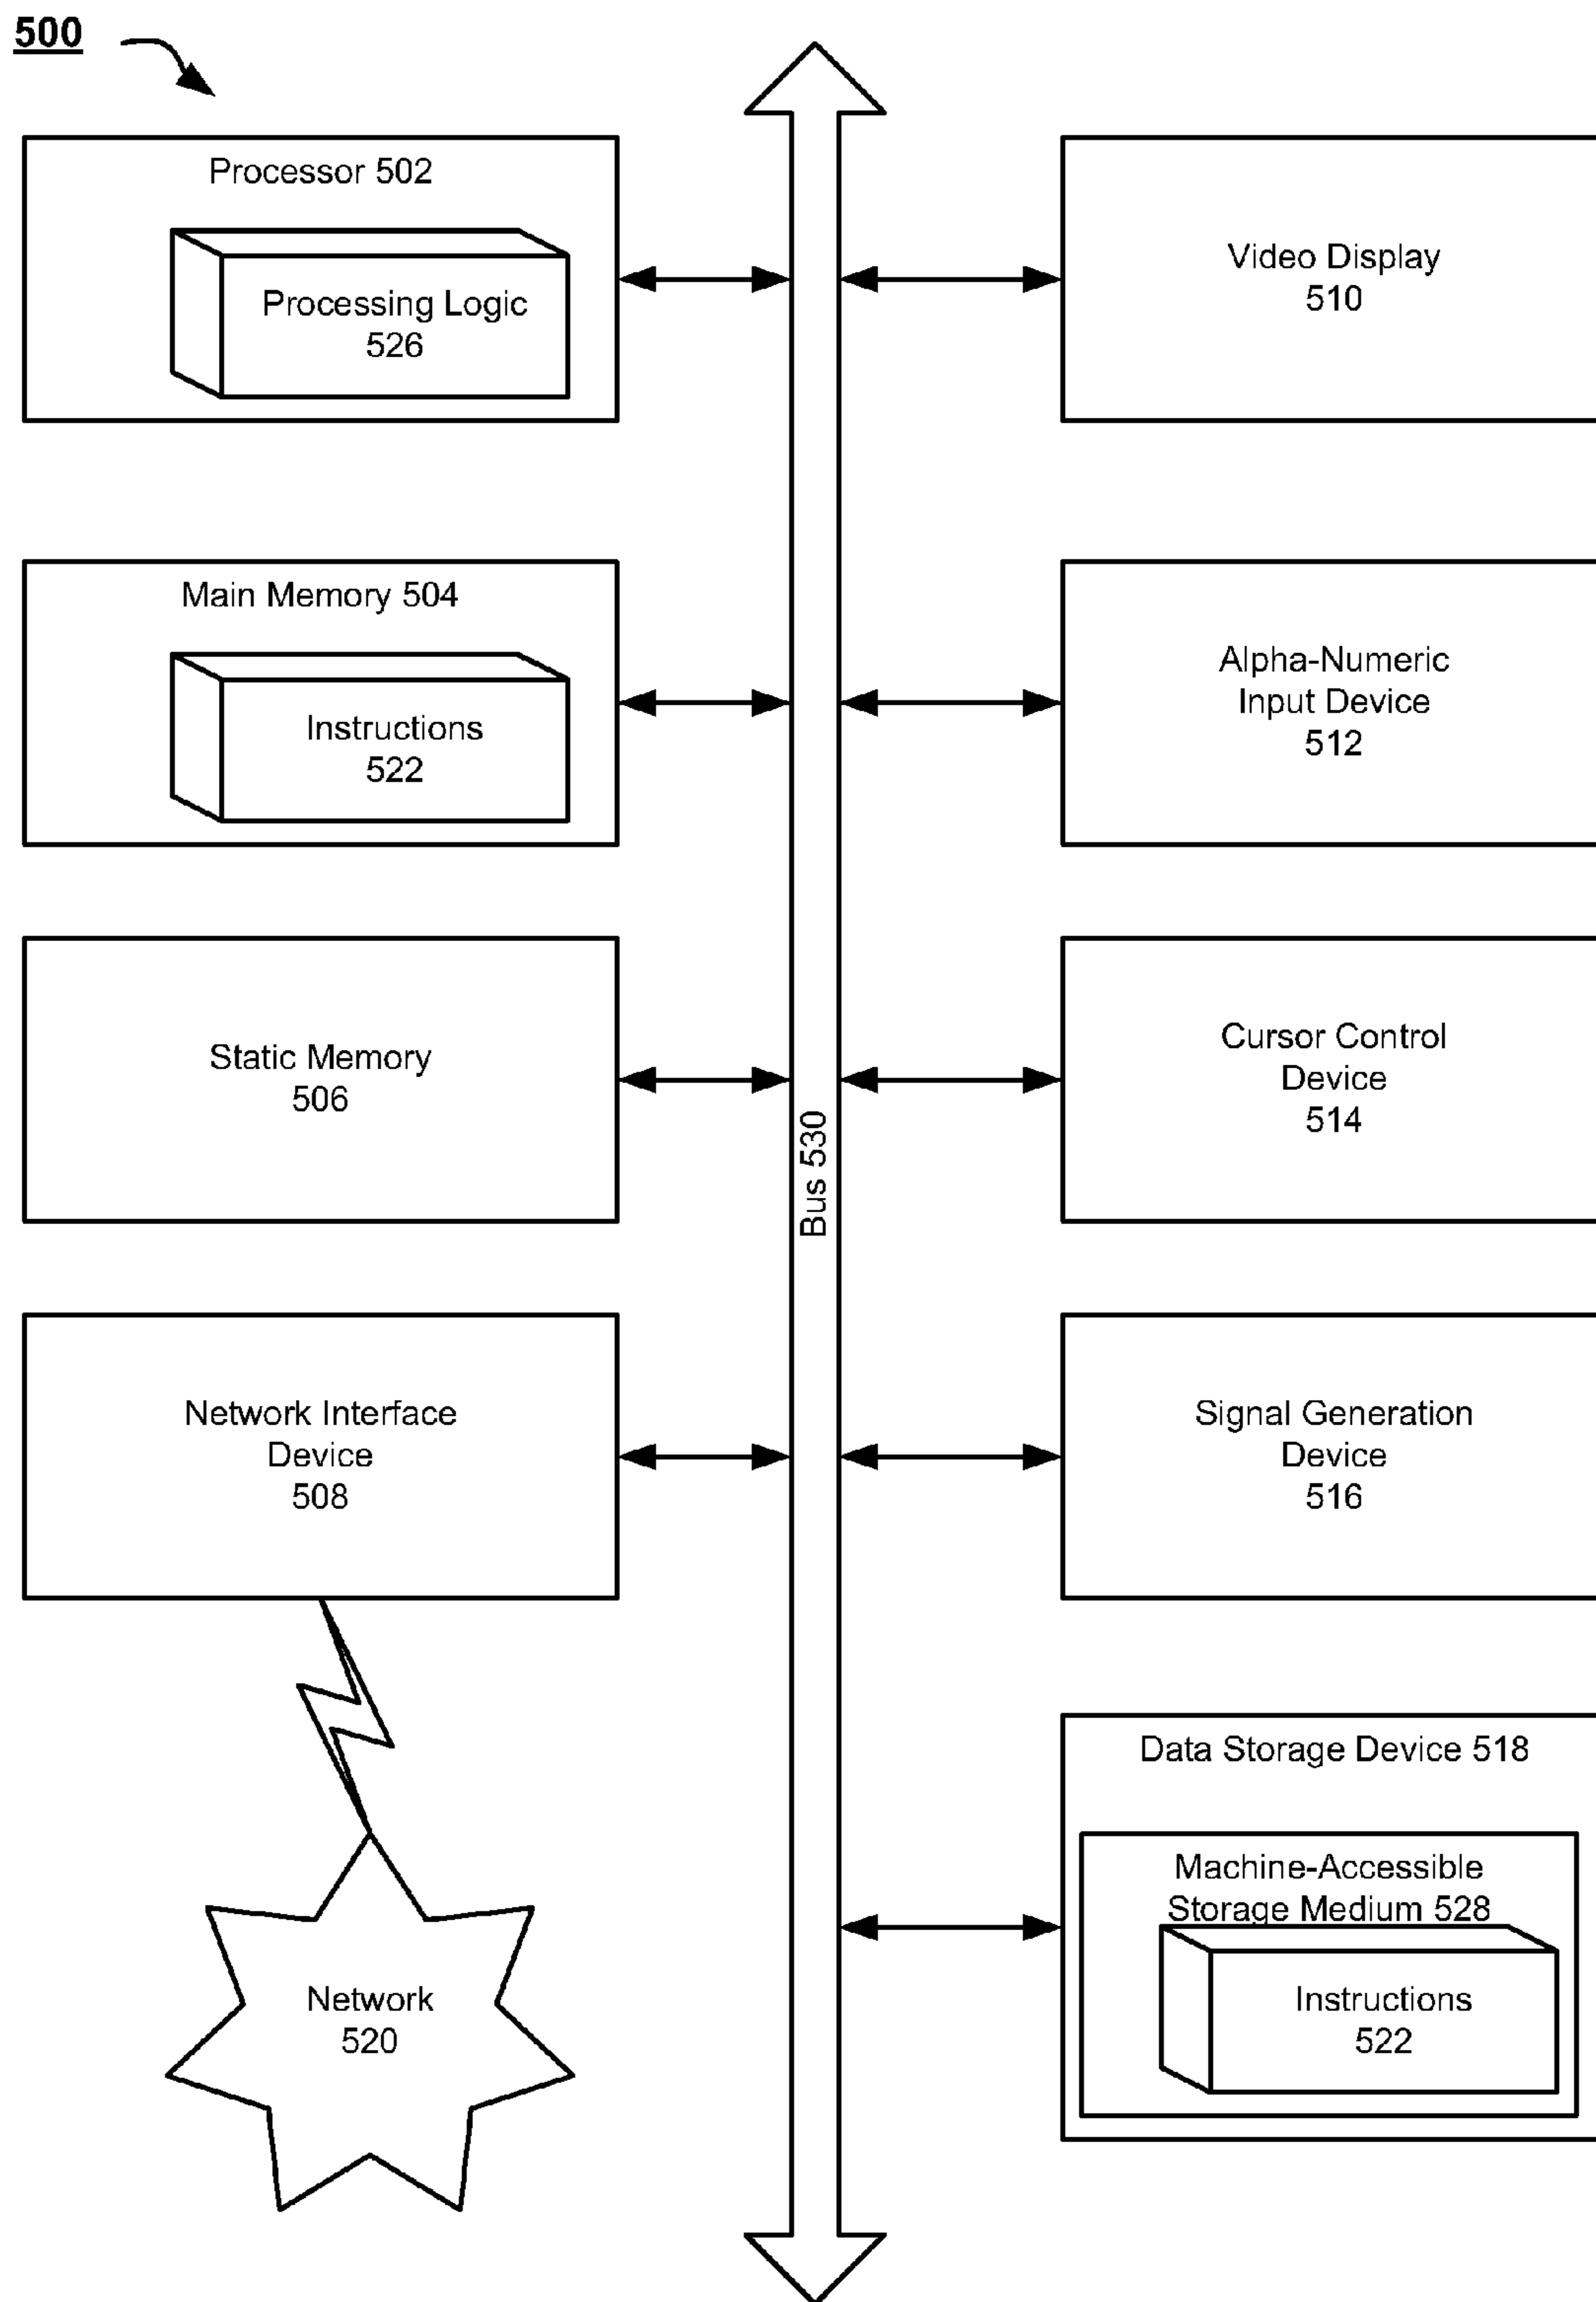 500
Processor 502
Processing Logic
526
Main Memory 504
Instructions
522
Static Memory
506
Network Interface
Device
508
Network
520
Bus 530
Video Display
510
Alpha-Numeric
Input Device
512
Cursor Control
Device
514
Signal Generation
Device
516
Data Storage Device 518
Machine-Accessible
Storage Medium 528
Instructions
522